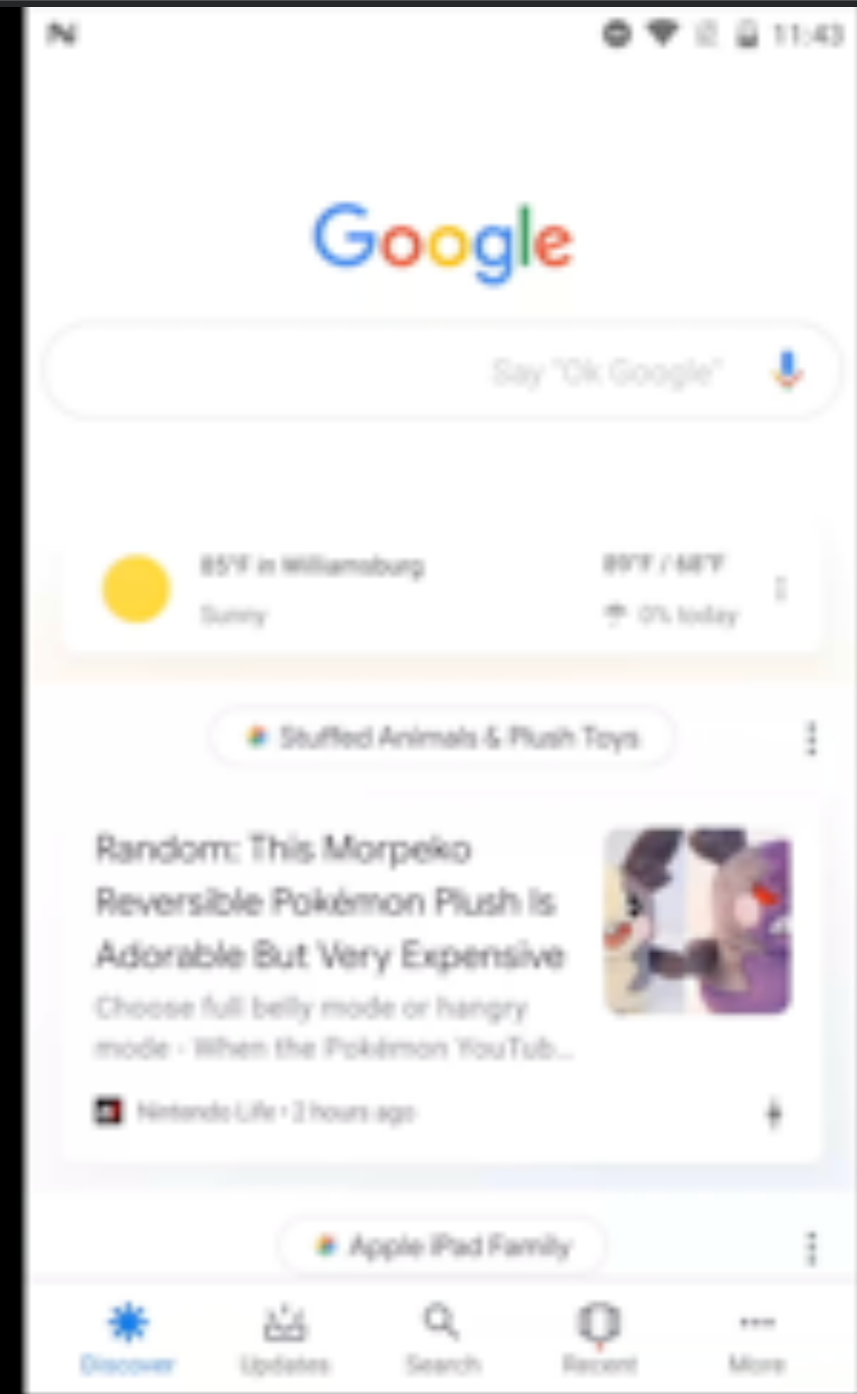 11:43
Google
Say "Ok Google"
85°F in Williamsburg
89°F / 68°F
Sunny
0% today
Stuffed Animals & Plush Toys
Random: This Morpeko
Reversible Pokémon Plush Is
Adorable But Very Expensive
Choose full belly mode or hangry
mode - When the Pokémon YouTub...
Nintendo Life • 2 hours ago
Apple iPad Family
Discover
Updates
Search
Recent
More